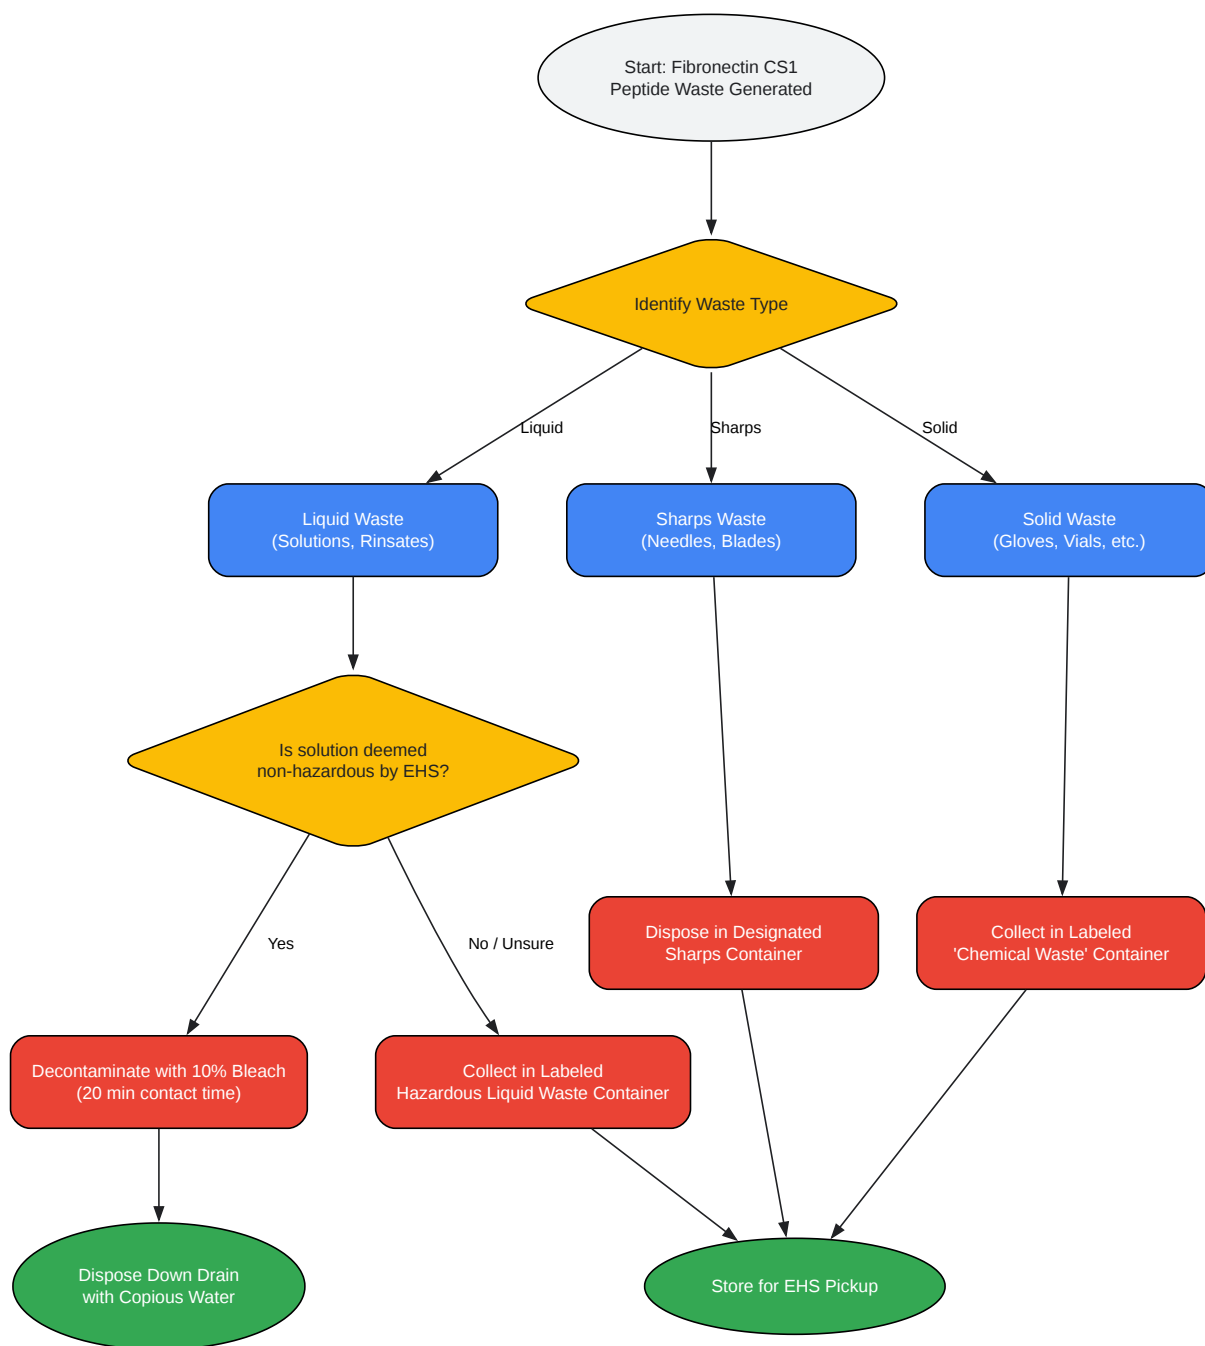 Start: Fibronectin CS1
Peptide Waste Generated
Identify Waste Type
Liquid
Sharps
Solid
Liquid Waste
(Solutions, Rinsates)
Sharps Waste
(Needles, Blades)
Solid Waste
(Gloves, Vials, etc.)
Is solution deemed
non-hazardous by EHS?
Yes
No / Unsure
Dispose in Designated
Sharps Container
Collect in Labeled
'Chemical Waste' Container
Decontaminate with 10% Bleach
(20 min contact time)
Collect in Labeled
Hazardous Liquid Waste Container
Dispose Down Drain
with Copious Water
Store for EHS Pickup